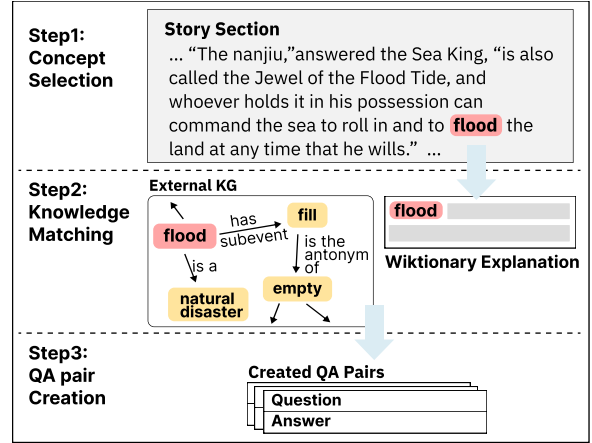 Step1:
Concept
Selection
Story Section
... “The nanjiu,”answered the Sea King, “is also
called the Jewel of the Flood Tide, and
whoever holds it in his possession can
command the sea to roll in and to flood the
land at any time that he wills.” ...
Step2:
Knowledge
Matching
External KG
flood
has
subevent
fill
is the
antonym
of
is a
natural
disaster
empty
flood
Wiktionary Explanation
Step3:
QA pair
Creation
Created QA Pairs
Question
Answer